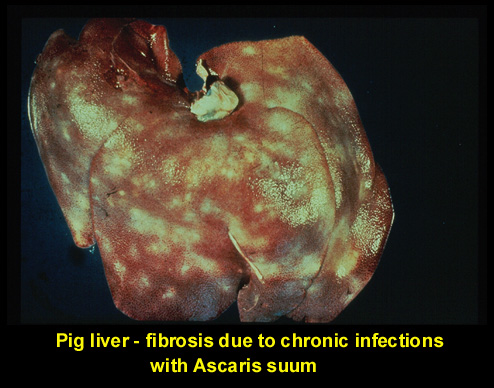 Pig liver - fibrosis due to chronic infections
with Ascaris suum